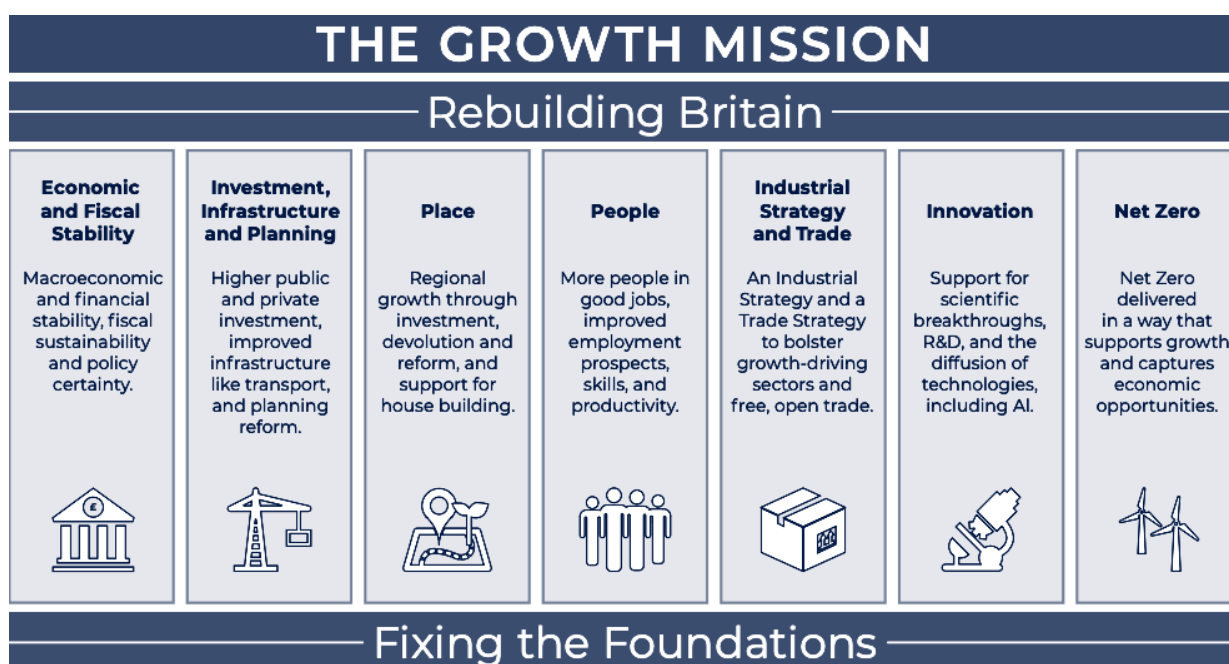 THE GROWTH MISSION
Rebuilding Britain
Economic
and Fiscal
Stability
Macroeconomic
and financial
stability, fiscal
sustainability
and policy
certainty.
£
Investment,
Infrastructure
and Planning
Higher public
and private
investment,
improved
infrastructure
like transport,
and planning
reform.
Place
Regional
growth through
investment,
devolution and
reform, and
support for
house building.
People
More people in
good jobs,
improved
employment
prospects,
skills, and
productivity.
Industrial
Strategy
and Trade
An Industrial
Strategy and a
Trade Strategy
to bolster
growth-driving
sectors and
free, open trade.
Innovation
Support for
scientific
breakthroughs,
R&D, and the
diffusion of
technologies,
including AI.
Net Zero
Net Zero
delivered
in a way that
supports growth
and captures
economic
opportunities.
Fixing the Foundations